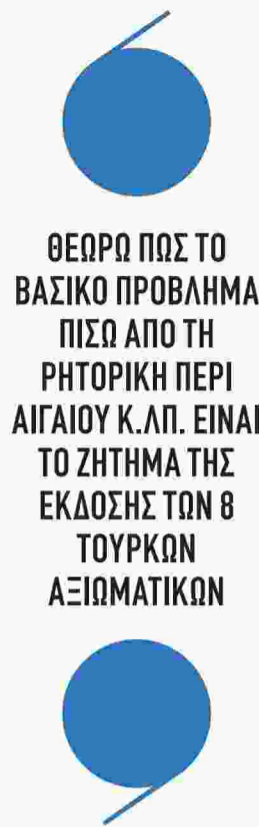 ΘΕΩΡΩ ΠΩΣ ΤΟ
ΒΑΣΙΚΟ ΠΡΟΒΛΗΜΑ
ΠΙΣΩ ΑΠΟ ΤΗ
ΡΗΤΟΡΙΚΗ ΠΕΡΙ
ΑΙΓΑΙΟΥ Κ.ΛΠ. ΕΙΝΑΙ
ΤΟ ΖΗΤΗΜΑ ΤΗΣ
ΕΚΔΟΣΗΣ ΤΩΝ 8
ΤΟΥΡΚΩΝ
ΑΞΙΩΜΑΤΙΚΩΝ